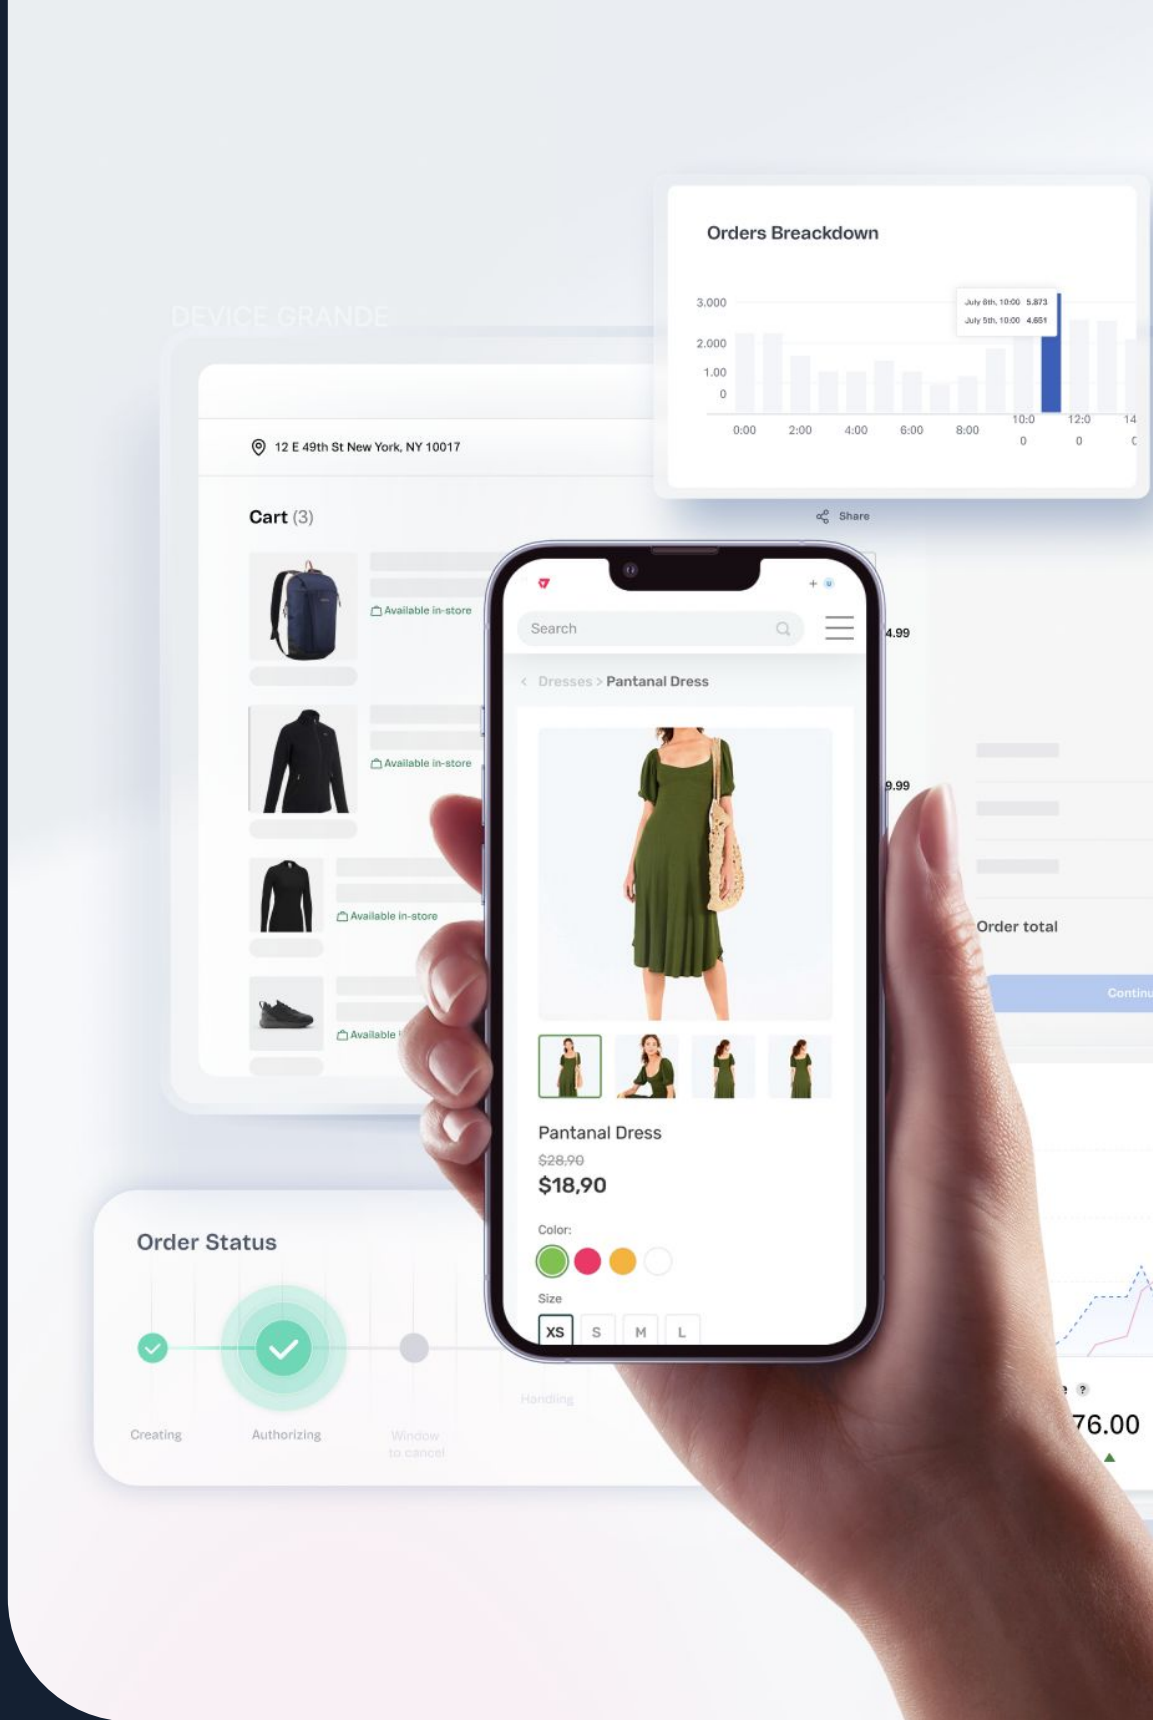 Orders Breackdown
3.000
2.000
1.00
0
July 8th, 10:00 5.873
July 5th, 10:00 4.651
0:00
2:00
4:00
6:00
8:00
10:0
0
12:0
0
14
DEVICE GRANDE
12 E 49th St New York, NY 10017
Cart (3)
Share
Available in-store
4.99
Available in-store
9.99
Available in-store
Available
Order total
Continu
Search
< Dresses > Pantanal Dress
Pantanal Dress
$28,90
$18,90
Color:
Size
XS
S
M
L
Order Status
Creating
Authorizing
Window
to cancel
Handling
?
76.00